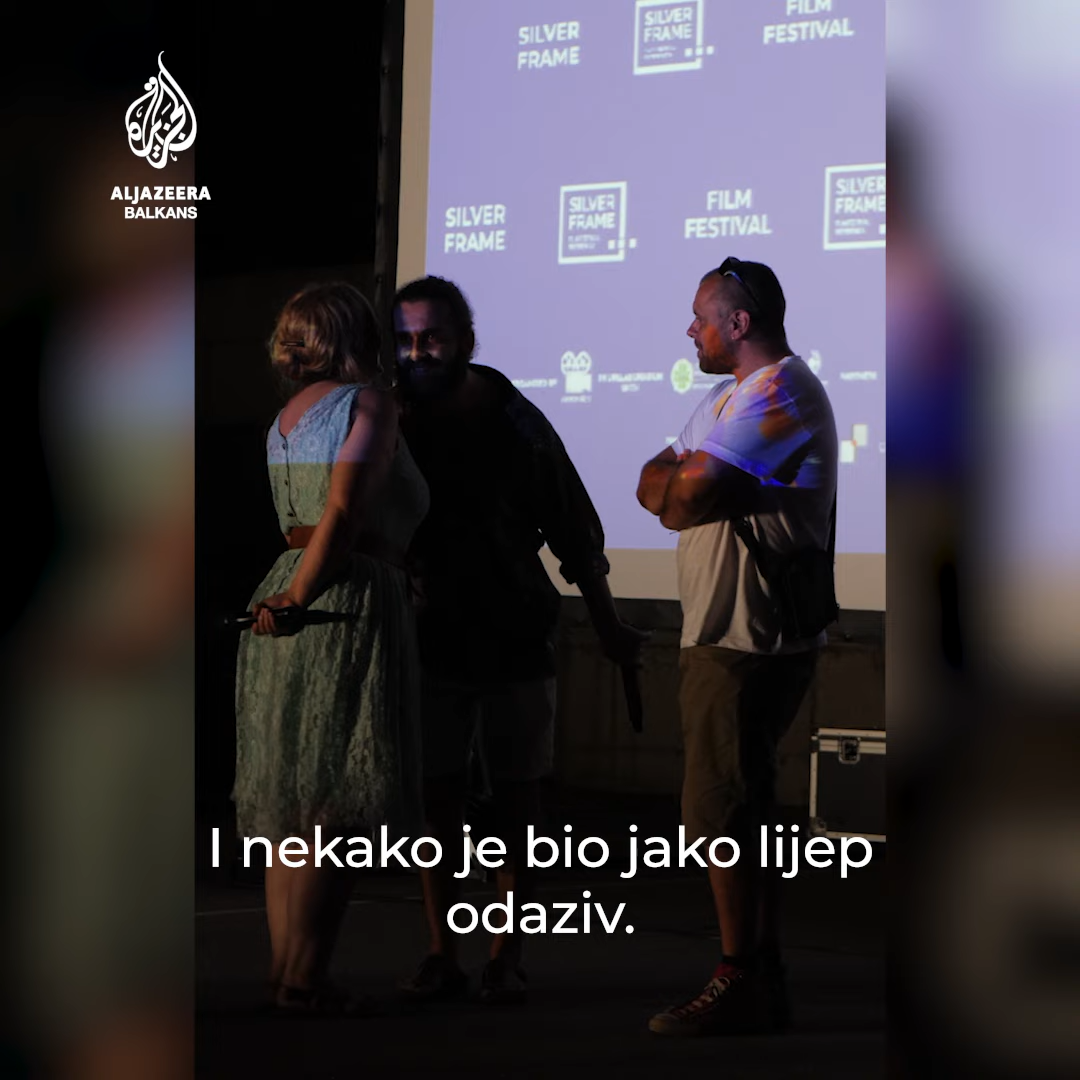 SILVER
FRAME
SILVER
FRAME
FILM
FESTIVAL
ALJAZEERA
BALKANS
SILVER
FRAME
SILVER
FRAME
FILM
FESTIVAL
SILVER
FRAME
I nekako je bio jako lijep
odaziv.